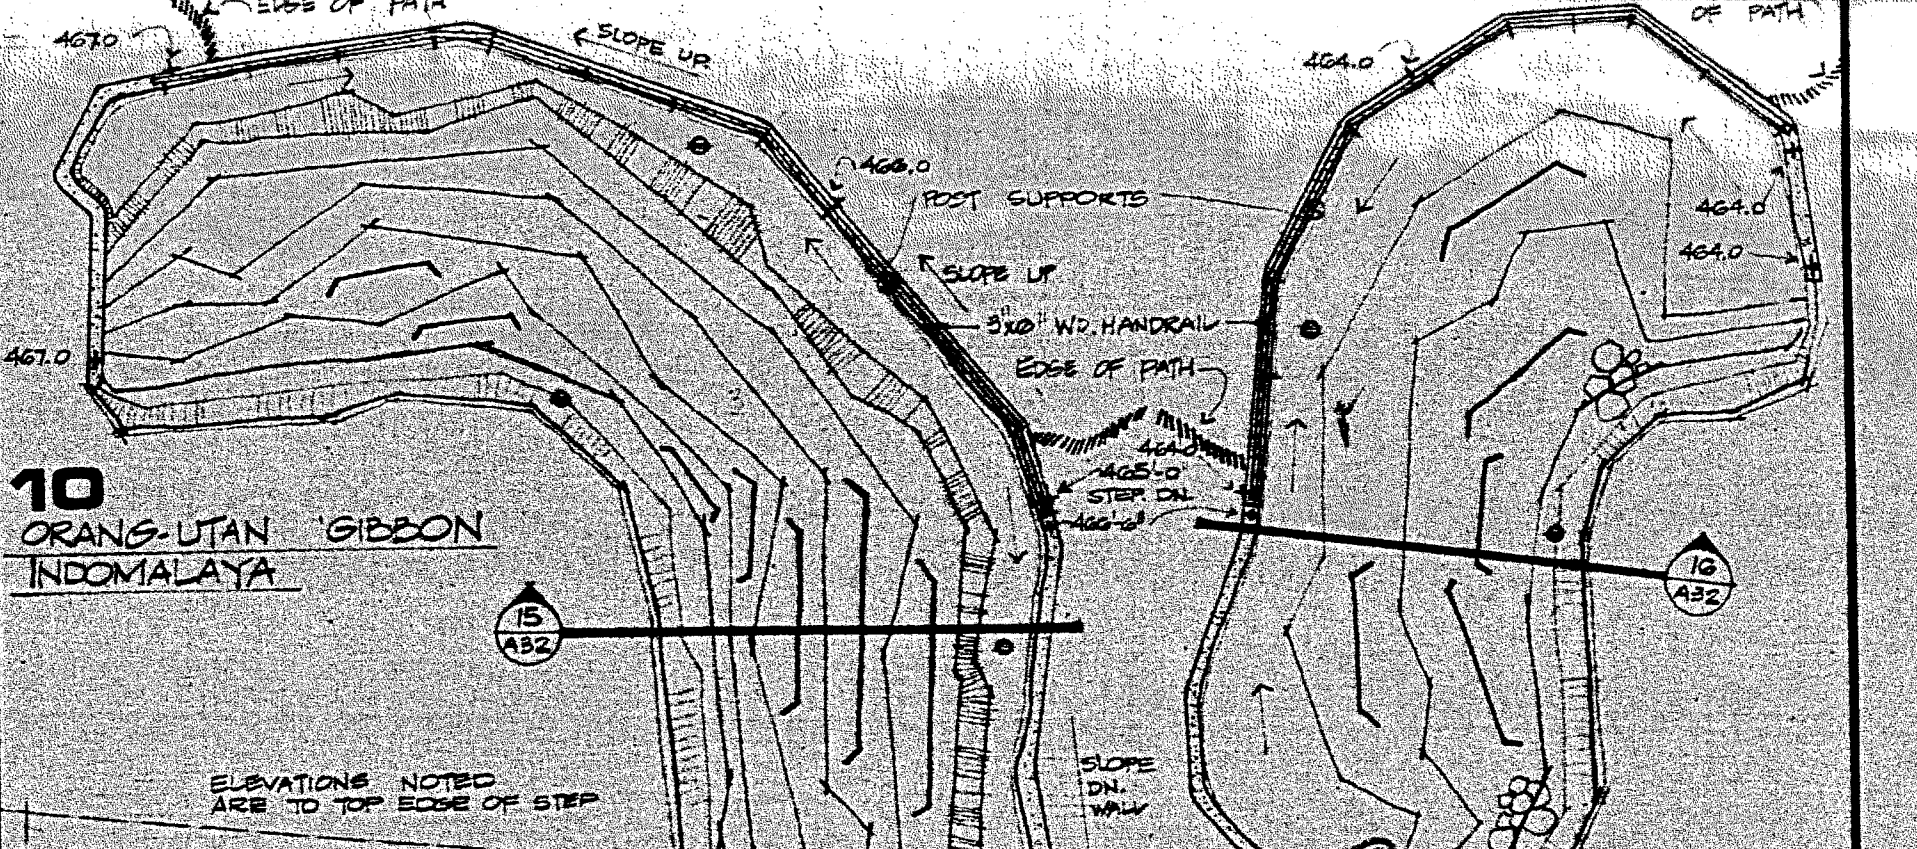 EDGE OF PATH
467.0
SLOPE UP
OF PATH
464.0
466.0
POST SUPPORTS
464.0
464.0
SLOPE UP
3"x8" WD. HANDRAIL
467.0
EDGE OF PATH
464.0
465'-0
STEP DN.
466'-6"
10
ORANG-UTAN 'GIBBON'
INDOMALAYA
15
A32
16
A32
SLOPE
DN.
WALL
ELEVATIONS NOTED
ARE TO TOP EDGE OF STEP